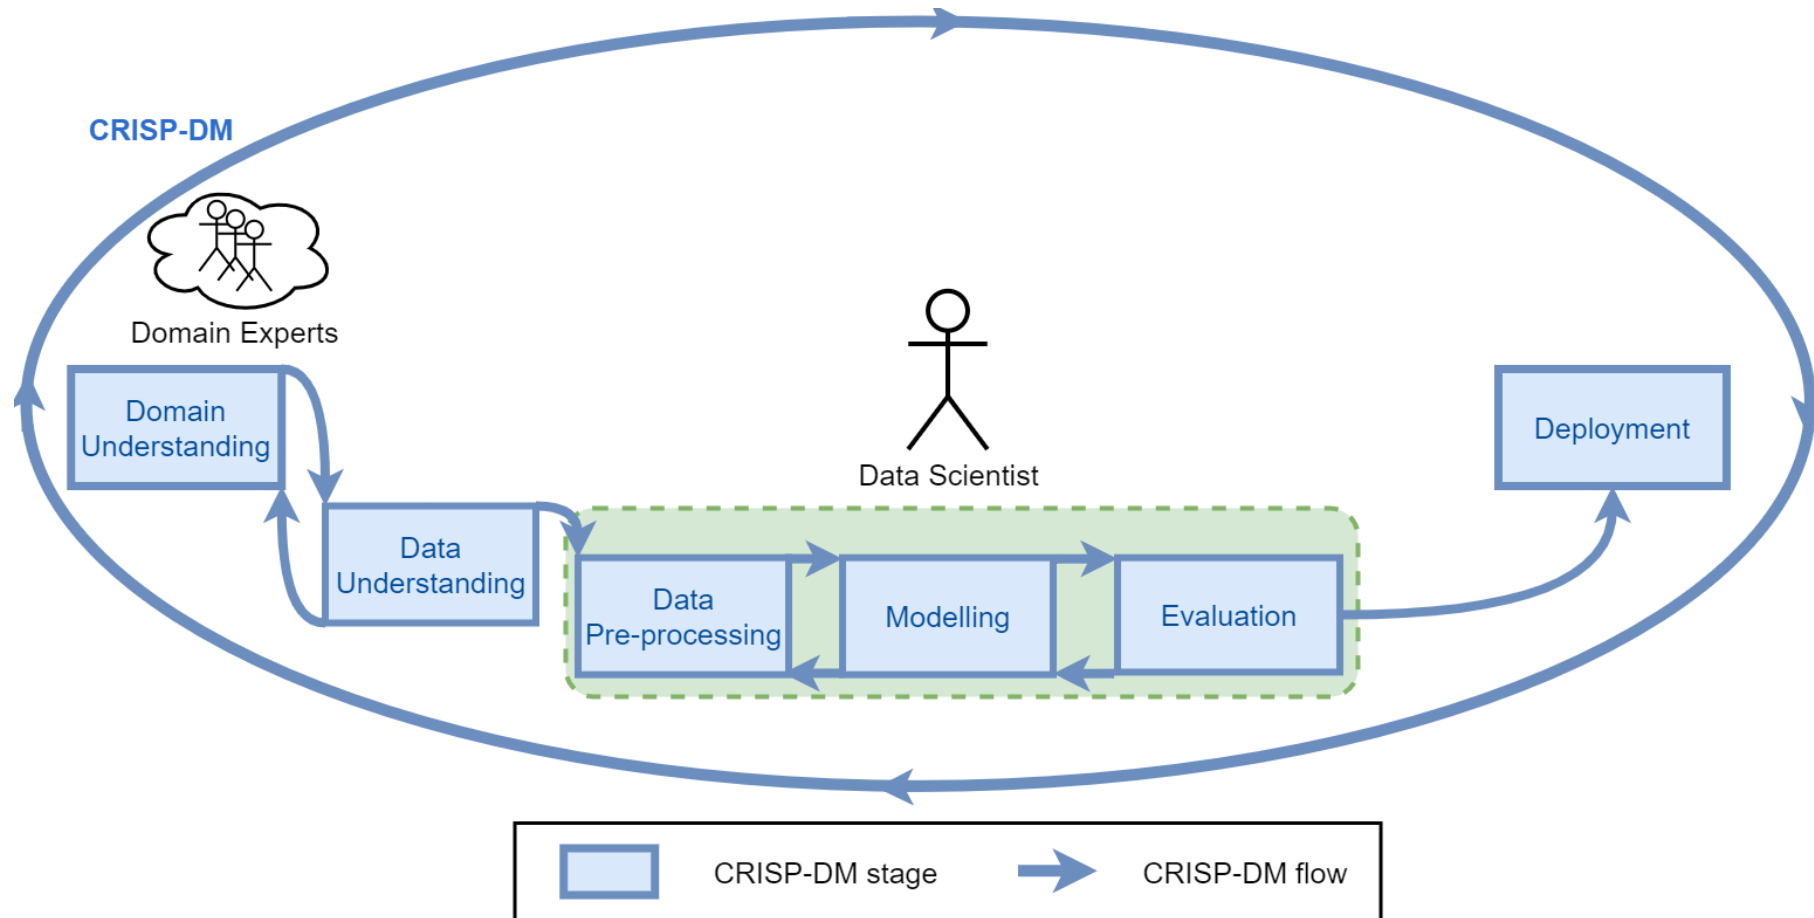 CRISP-DM
Domain Experts
Domain
Understanding
Data
Understanding
Data Scientist
Data
Pre-processing
Modelling
Evaluation
Deployment
CRISP-DM stage
CRISP-DM flow